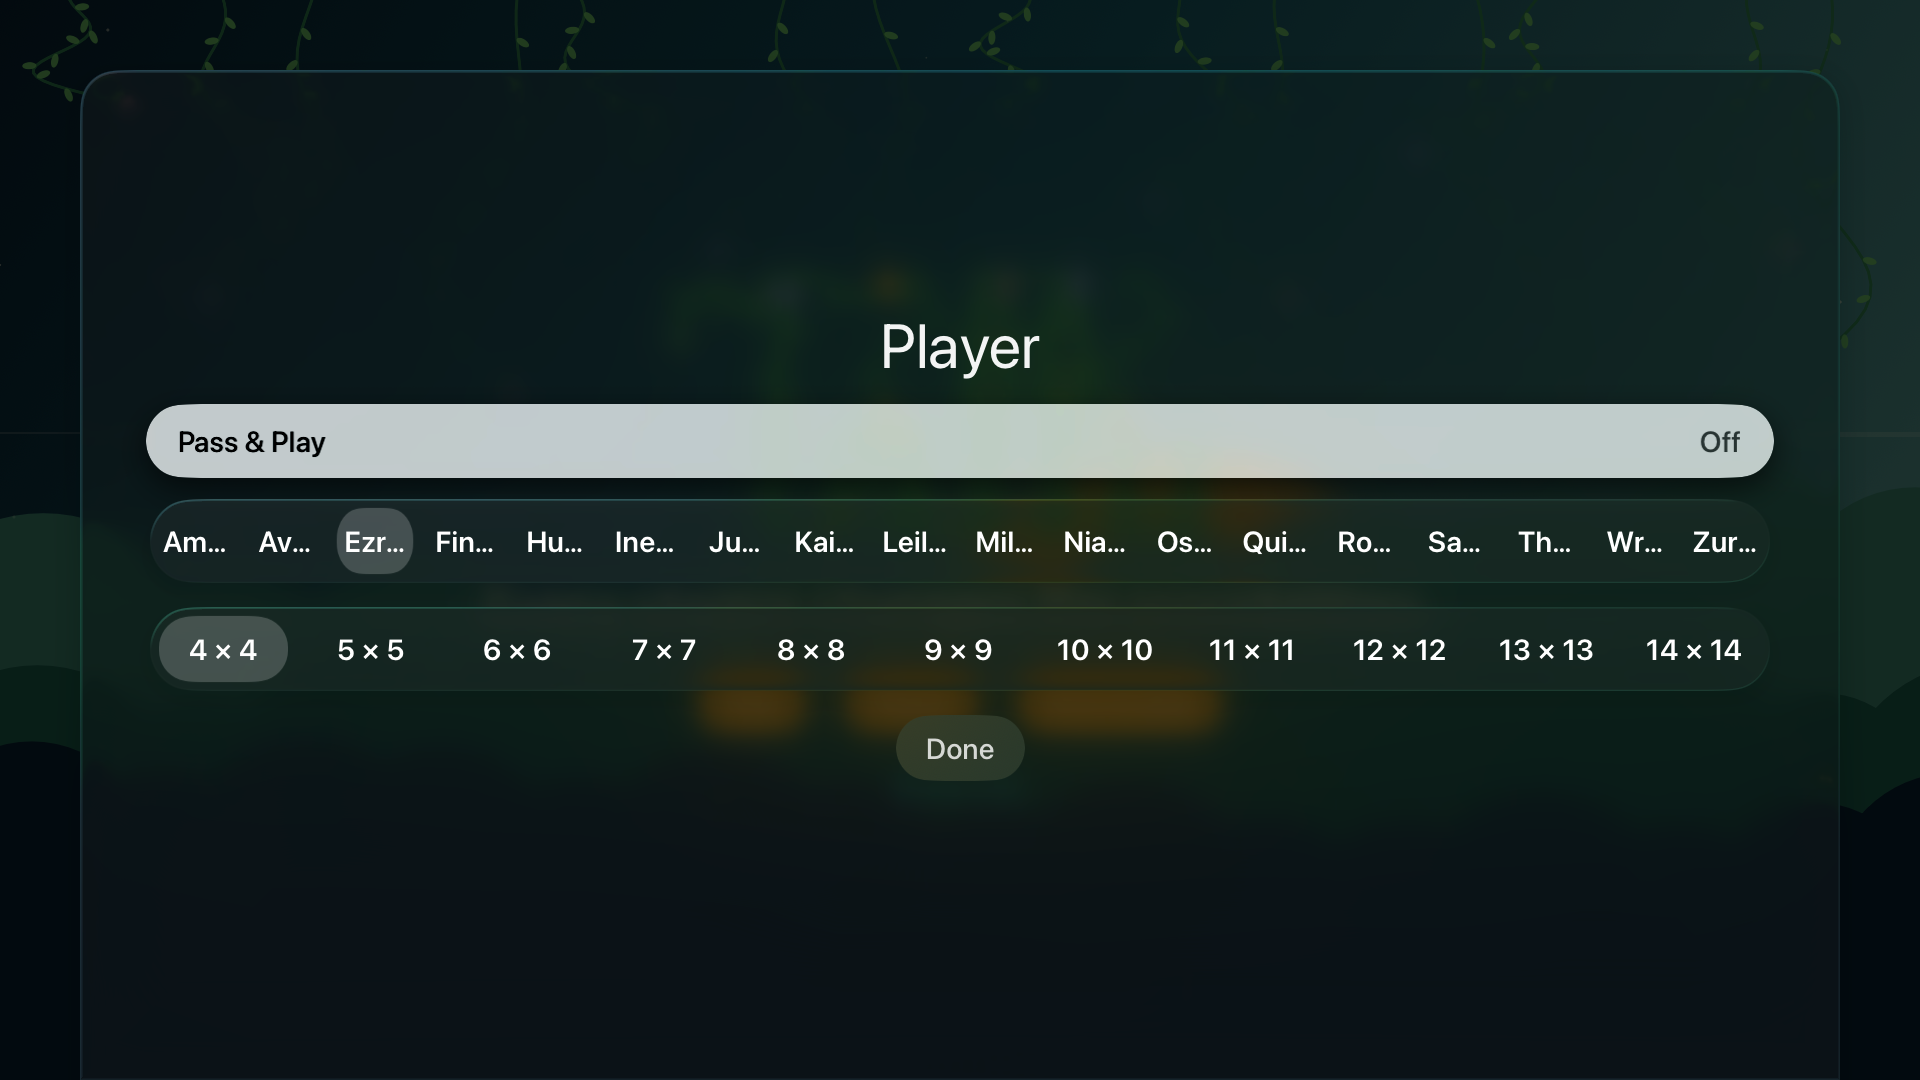 Player
Pass & Play Off
Am... Av... Ezr... Fin... Hu... Ine... Ju... Kai... Leil... Mil... Nia... Os... Qui... Ro... Sa... Th... Wr... Zur...
4 × 4 5 × 5 6 × 6 7 × 7 8 × 8 9 × 9 10 × 10 11 × 11 12 × 12 13 × 13 14 × 14
Done